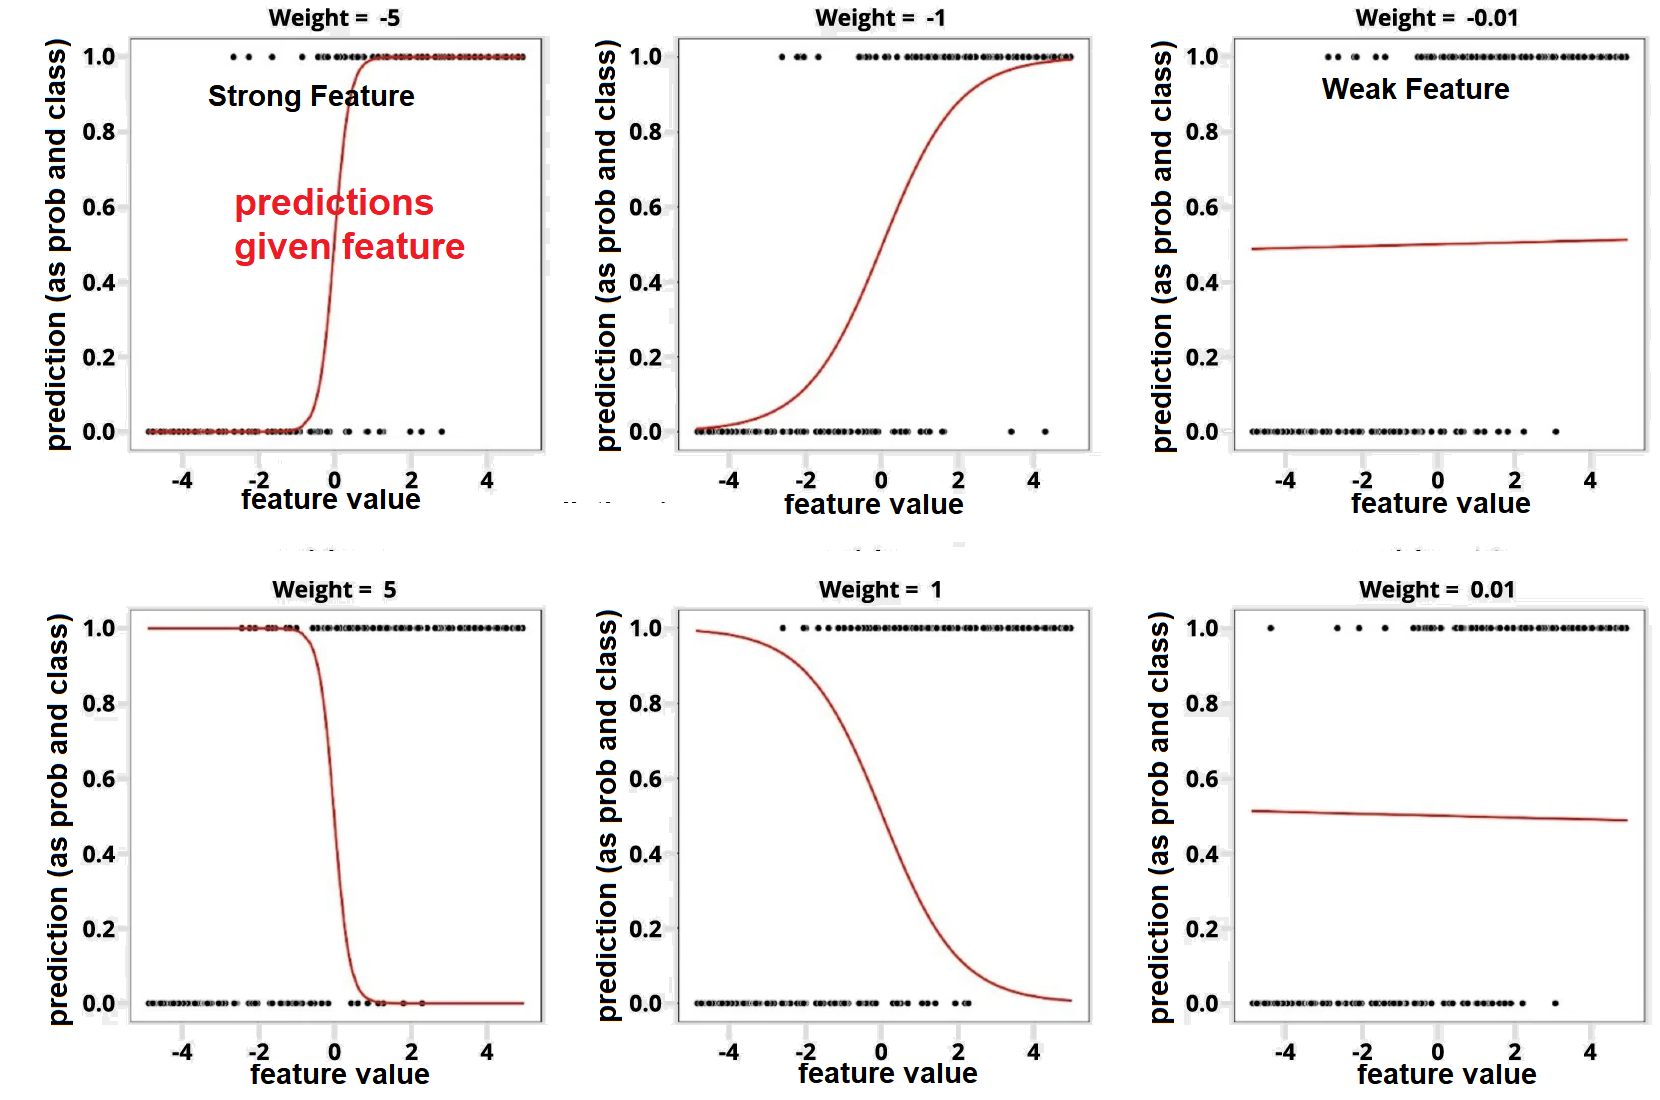 Weight = -5
prediction (as prob and class)
1.0
0.8
0.6
0.4
0.2
0.0
Strong Feature
predictions
given feature
-4 -2 0 2 4
feature value
Weight = -1
prediction (as prob and class)
1.0
0.8
0.6
0.4
0.2
0.0
-4 -2 0 2 4
feature value
Weight = -0.01
prediction (as prob and class)
1.0
0.8
0.6
0.4
0.2
0.0
Weak Feature
-4 -2 0 2 4
feature value
Weight = 5
prediction (as prob and class)
1.0
0.8
0.6
0.4
0.2
0.0
-4 -2 0 2 4
feature value
Weight = 1
prediction (as prob and class)
1.0
0.8
0.6
0.4
0.2
0.0
-4 -2 0 2 4
feature value
Weight = 0.01
prediction (as prob and class)
1.0
0.8
0.6
0.4
0.2
0.0
-4 -2 0 2 4
feature value